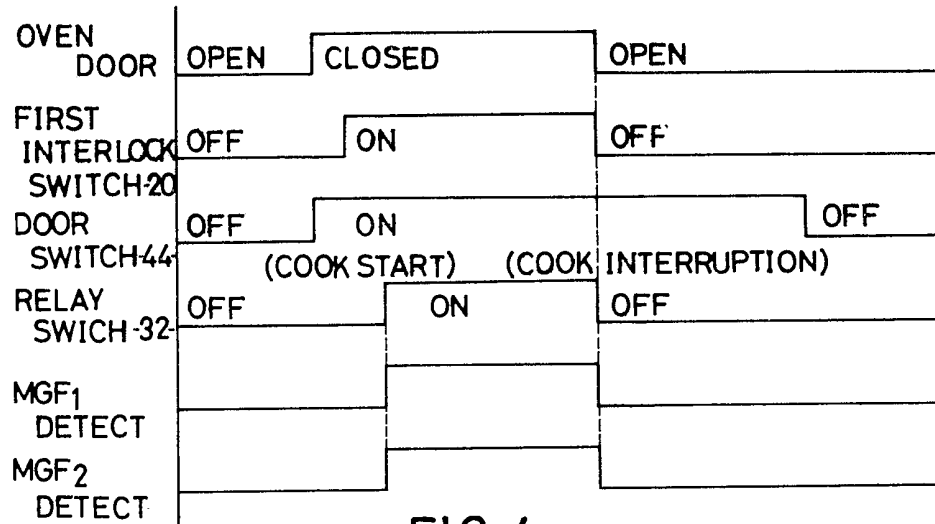 OVEN
DOOR OPEN CLOSED OPEN
FIRST
INTERLOCK OFF ON OFF
SWITCH-20
DOOR OFF ON OFF
SWITCH-44-
(COOK START) (COOK INTERRUPTION)
RELAY OFF ON OFF
SWICH-32-
MGF1
DETECT
MGF2
DETECT